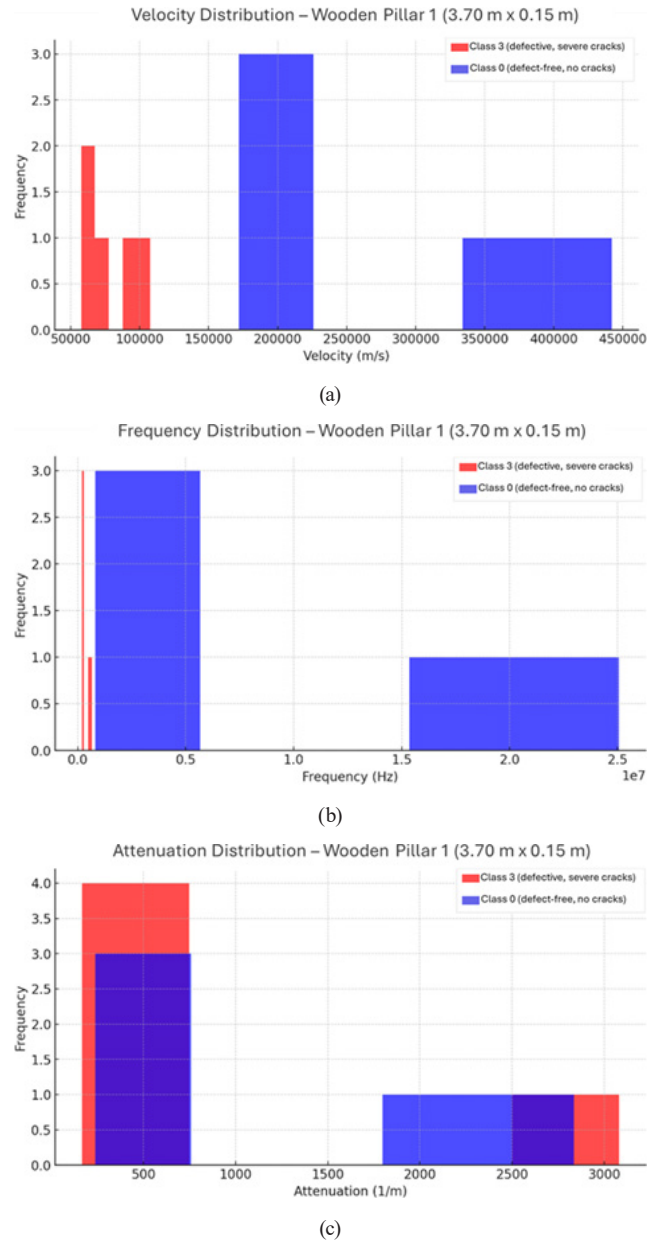 Velocity Distribution – Wooden Pillar 1 (3.70 m x 0.15 m)
Class 3 (defective, severe cracks)
Class 0 (defect-free, no cracks)
3.0
2.5
2.0
1.5
1.0
0.5
0.0
Frequency
50000 100000 150000 200000 250000 300000 350000 400000 450000
Velocity (m/s)
(a)
Frequency Distribution – Wooden Pillar 1 (3.70 m x 0.15 m)
Class 3 (defective, severe cracks)
Class 0 (defect-free, no cracks)
3.0
2.5
2.0
1.5
1.0
0.5
0.0
Frequency
0.0 0.5 1.0 1.5 2.0 2.5
1e7
Frequency (Hz)
(b)
Attenuation Distribution – Wooden Pillar 1 (3.70 m x 0.15 m)
Class 3 (defective, severe cracks)
Class 0 (defect-free, no cracks)
4.0
3.5
3.0
2.5
2.0
1.5
1.0
0.5
0.0
Frequency
500 1000 1500 2000 2500 3000
Attenuation (1/m)
(c)